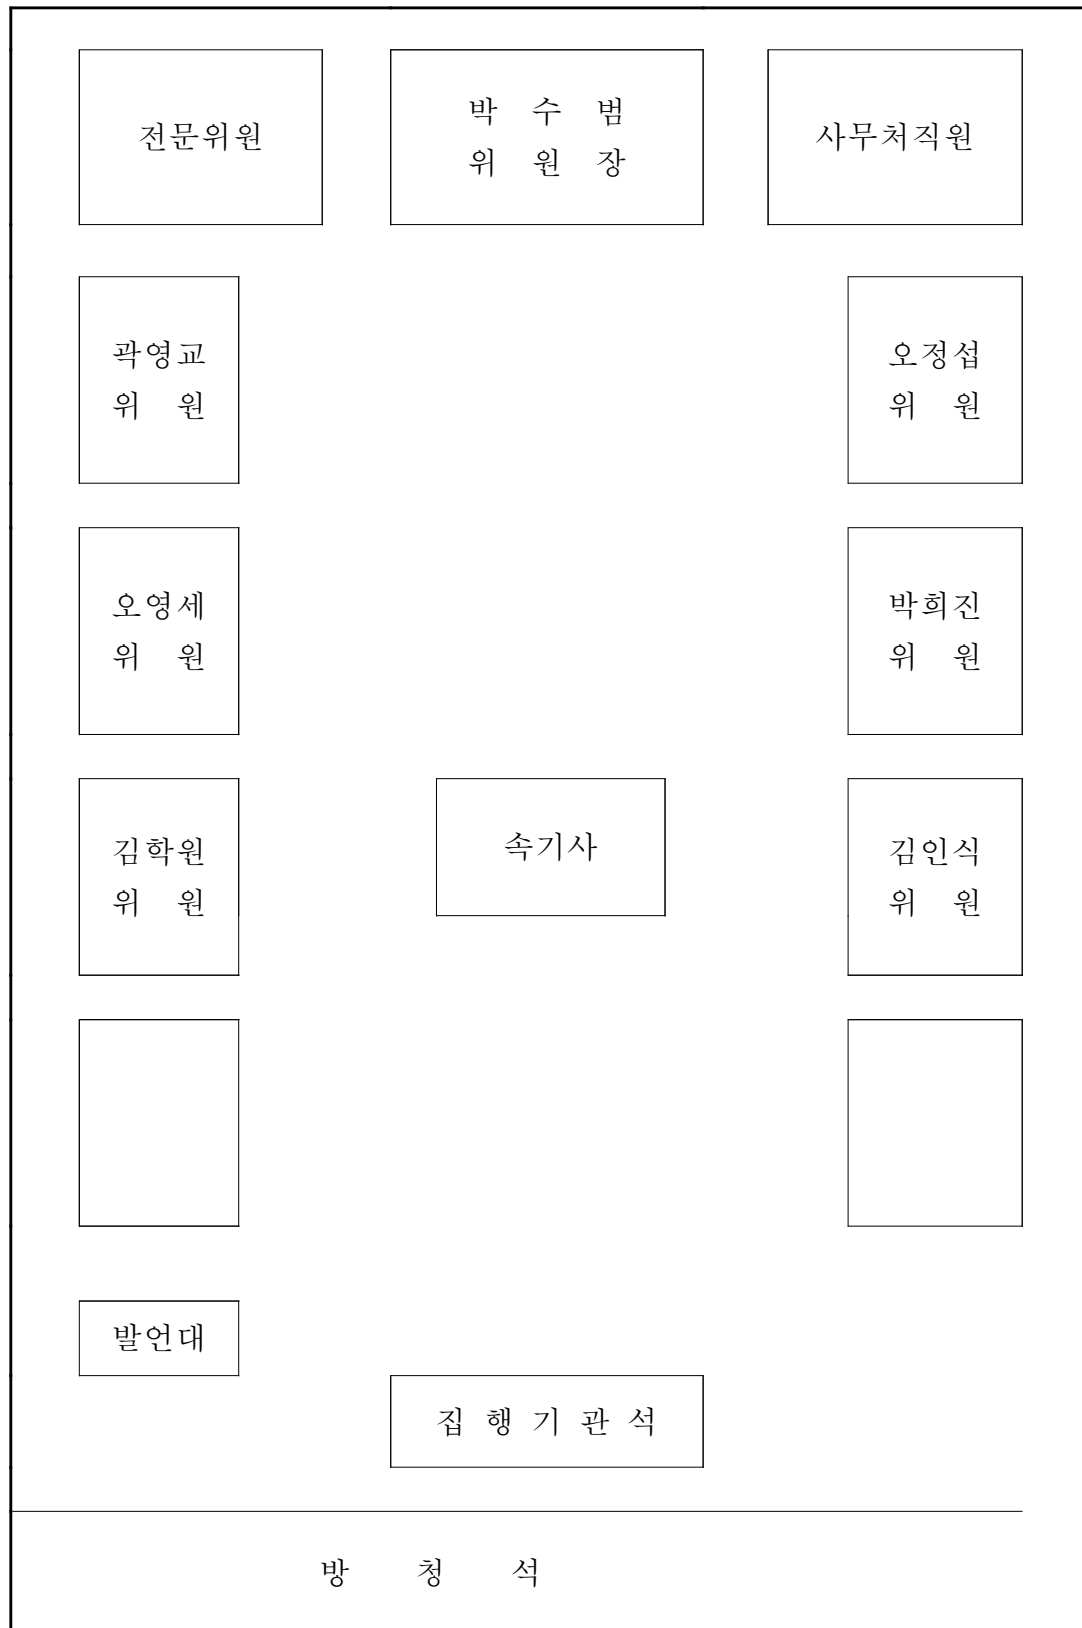 전문위원
박 수 범
위 원 장
사무처직원
곽영교
위 원
오정섭
위 원
오영세
위 원
박희진
위 원
김학원
위 원
속기사
김인식
위 원
발언대
집 행 기 관 석
방 청 석